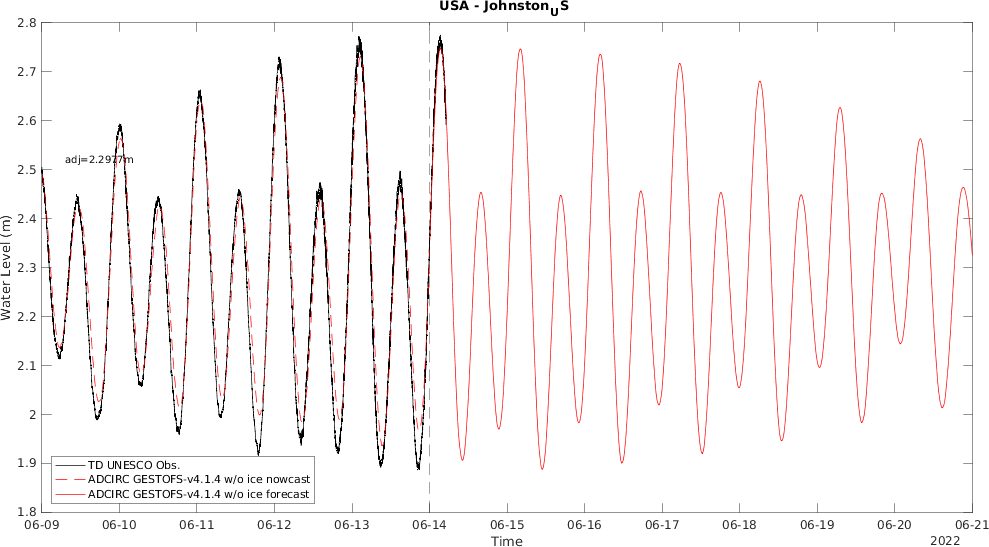 USA - Johnston_US
2.8
2.7
2.6
2.5
2.4
2.3
2.2
2.1
2
1.9
1.8
Water Level (m)
adj=2.2977m
TD UNESCO Obs.
ADCIRC GESTOFS-v4.1.4 w/o ice nowcast
ADCIRC GESTOFS-v4.1.4 w/o ice forecast
06-09 06-10 06-11 06-12 06-13 06-14 06-15 06-16 06-17 06-18 06-19 06-20 06-21
Time
2022